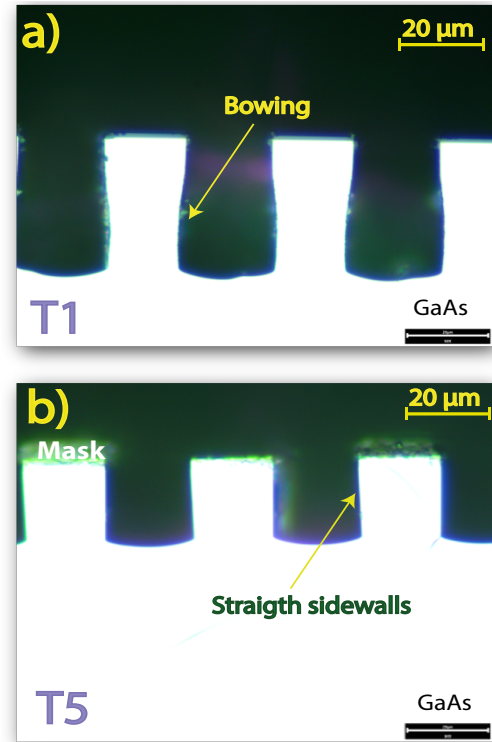 a)
20 µm
Bowing
T1
GaAs
b)
20 µm
Mask
Straigth sidewalls
T5
GaAs